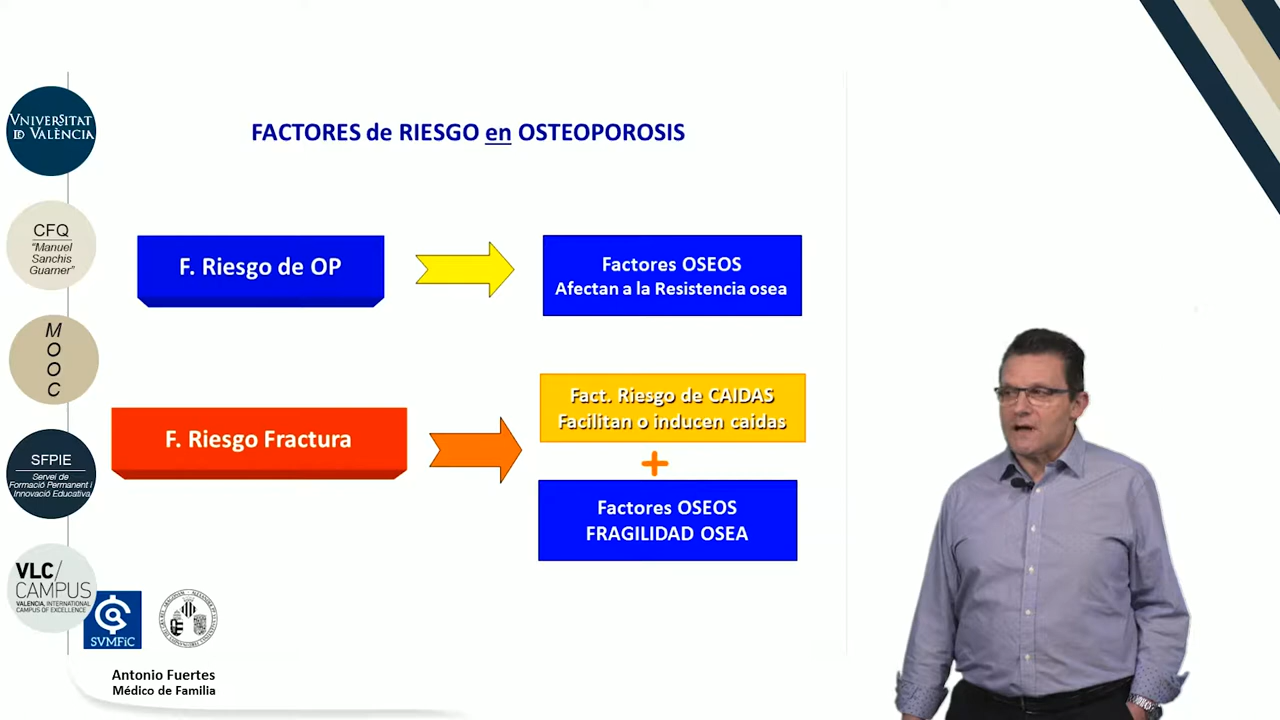 FACTORES de RIESGO en OSTEOPOROSIS
VNIVERSITAT
ID VALÈNCIA
CFQ
"Manuel
Sanchis
Guarner"
M
O
O
C
SFPIE
Servei de
Formació Permanent i
Innovació Educativa
VLC/
CAMPUS
VALENCIA, INTERNATIONAL
CAMPUS OF EXCELLENCE
F. Riesgo de OP
Factores OSEOS
Afectan a la Resistencia osea
F. Riesgo Fractura
Fact. Riesgo de CAIDAS
Facilitan o inducen caidas
+
Factores OSEOS
FRAGILIDAD OSEA
SVMFiC
Antonio Fuertes
Médico de Familia